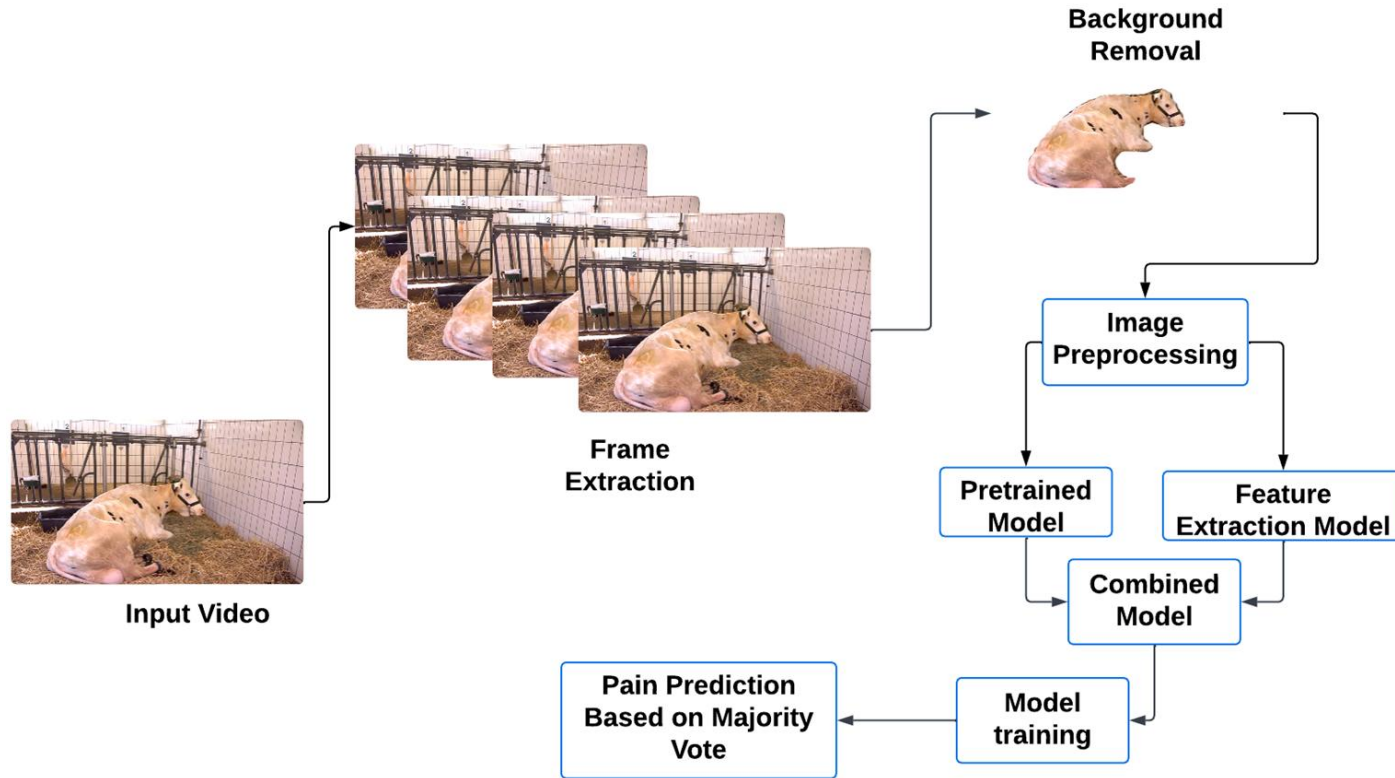 Background
Removal
Frame
Extraction
Input Video
Image
Preprocessing
Pretrained
Model
Feature
Extraction Model
Combined
Model
Model
training
Pain Prediction
Based on Majority
Vote